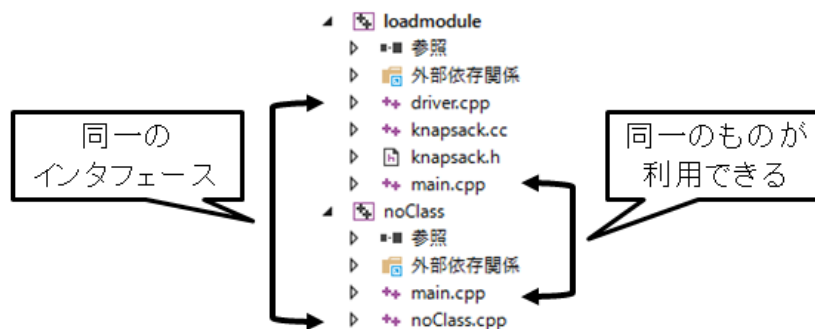 loadmodule
参照
外部依存関係
driver.cpp
knapsack.cc
knapsack.h
main.cpp
noClass
参照
外部依存関係
main.cpp
noClass.cpp
同一の
インタフェース
同一のものが
利用できる